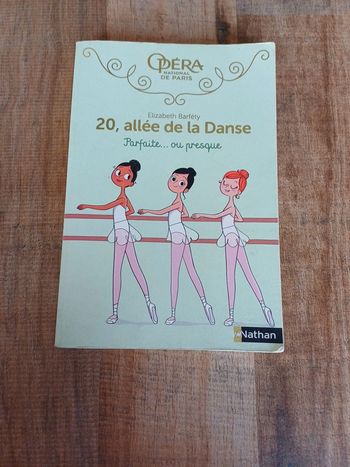 OPÉRA
NATIONAL
DE PARIS
Elizabeth Barféty
20, allée de la Danse
Parfaite... ou presque
Nathan